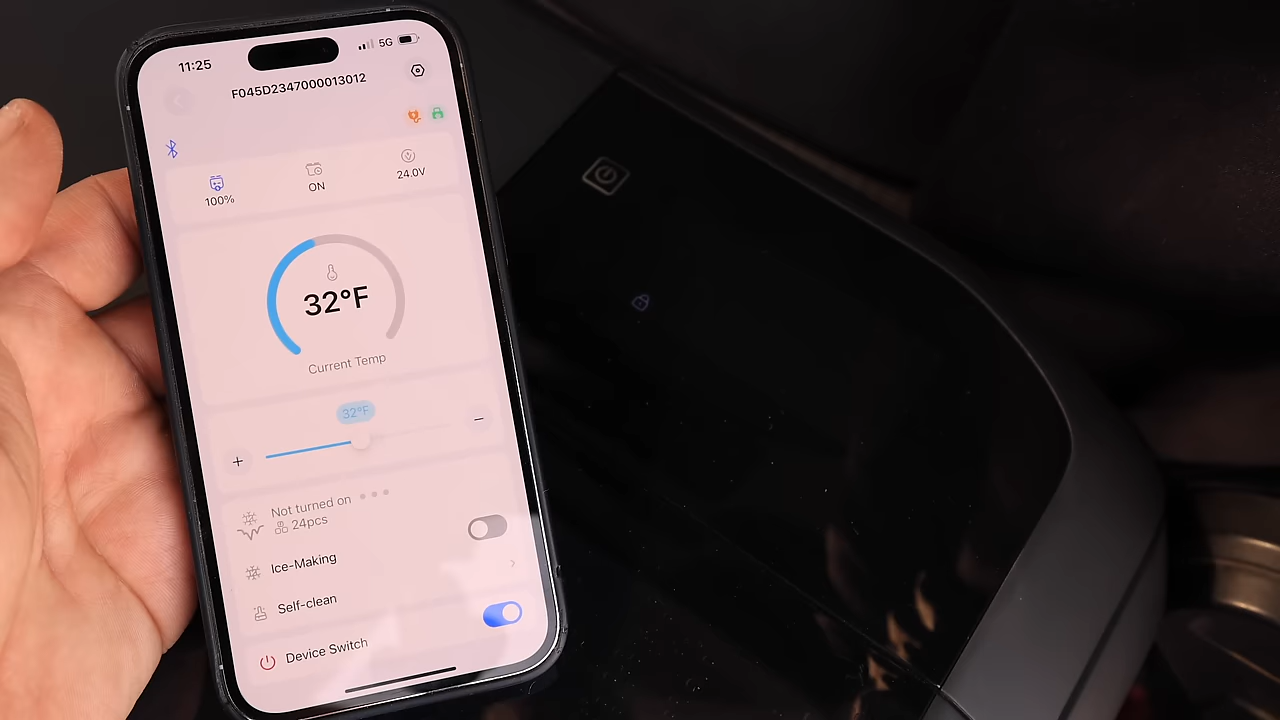 11:25
5G
F045D2347000013012
100%
ON
24.0V
32°F
Current Temp
32°F
+
−
Not turned on
24pcs
Ice-Making
Self-clean
Device Switch